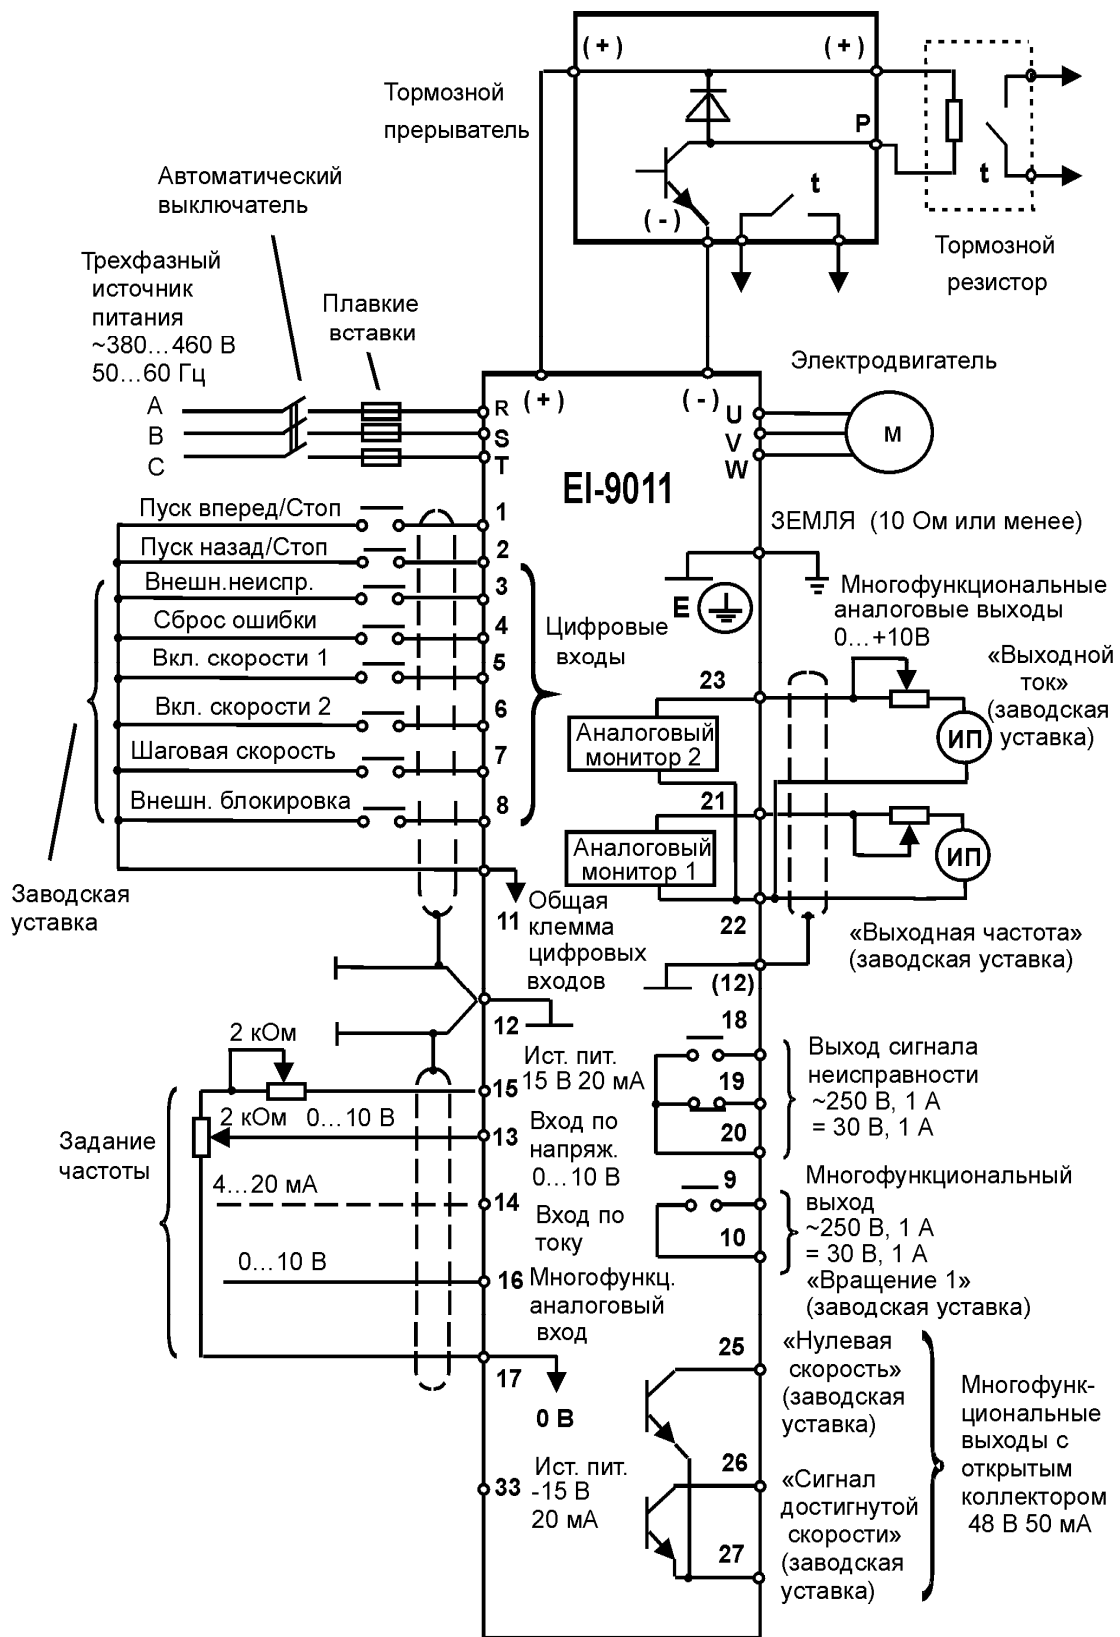 ( + )
( + )
Тормозной
прерыватель
P
t
t
( - )
Тормозной
резистор
Автоматический
выключатель
Трехфазный
источник
питания
~380...460 В
50...60 Гц
Плавкие
вставки
Электродвигатель
A
B
C
R
S
T
( + )
( - )
U
V
W
M
EI-9011
Пуск вперед/Стоп
1
Пуск назад/Стоп
2
Внешн.неиспр.
3
Сброс ошибки
4
Вкл. скорости 1
5
Вкл. скорости 2
6
Шаговая скорость
7
Внешн. блокировка
8
Цифровые
входы
Заводская
уставка
11
Общая
клемма
цифровых
входов
ЗЕМЛЯ (10 Ом или менее)
E
Многофункциональные
аналоговые выходы
0...+10В
«Выходной
ток»
(заводская
уставка)
23
Аналоговый
монитор 2
ИП
21
Аналоговый
монитор 1
ИП
22
«Выходная частота»
(заводская уставка)
(12)
12
2 кОм
15
Ист. пит.
15 В 20 мА
2 кОм
0...10 В
13
Вход по
напряж.
0...10 В
Задание
частоты
4...20 мА
14
Вход по
току
0...10 В
16
Многофункц.
аналоговый
вход
17
0 В
33
Ист. пит.
-15 В
20 мА
18
19
20
Выход сигнала
неисправности
~250 В, 1 А
= 30 В, 1 А
9
10
Многофункциональный
выход
~250 В, 1 А
= 30 В, 1 А
«Вращение 1»
(заводская уставка)
25
«Нулевая
скорость»
(заводская
уставка)
26
«Сигнал
достигнутой
скорости»
(заводская
уставка)
27
Многофунк-
циональные
выходы с
открытым
коллектором
48 В 50 мА